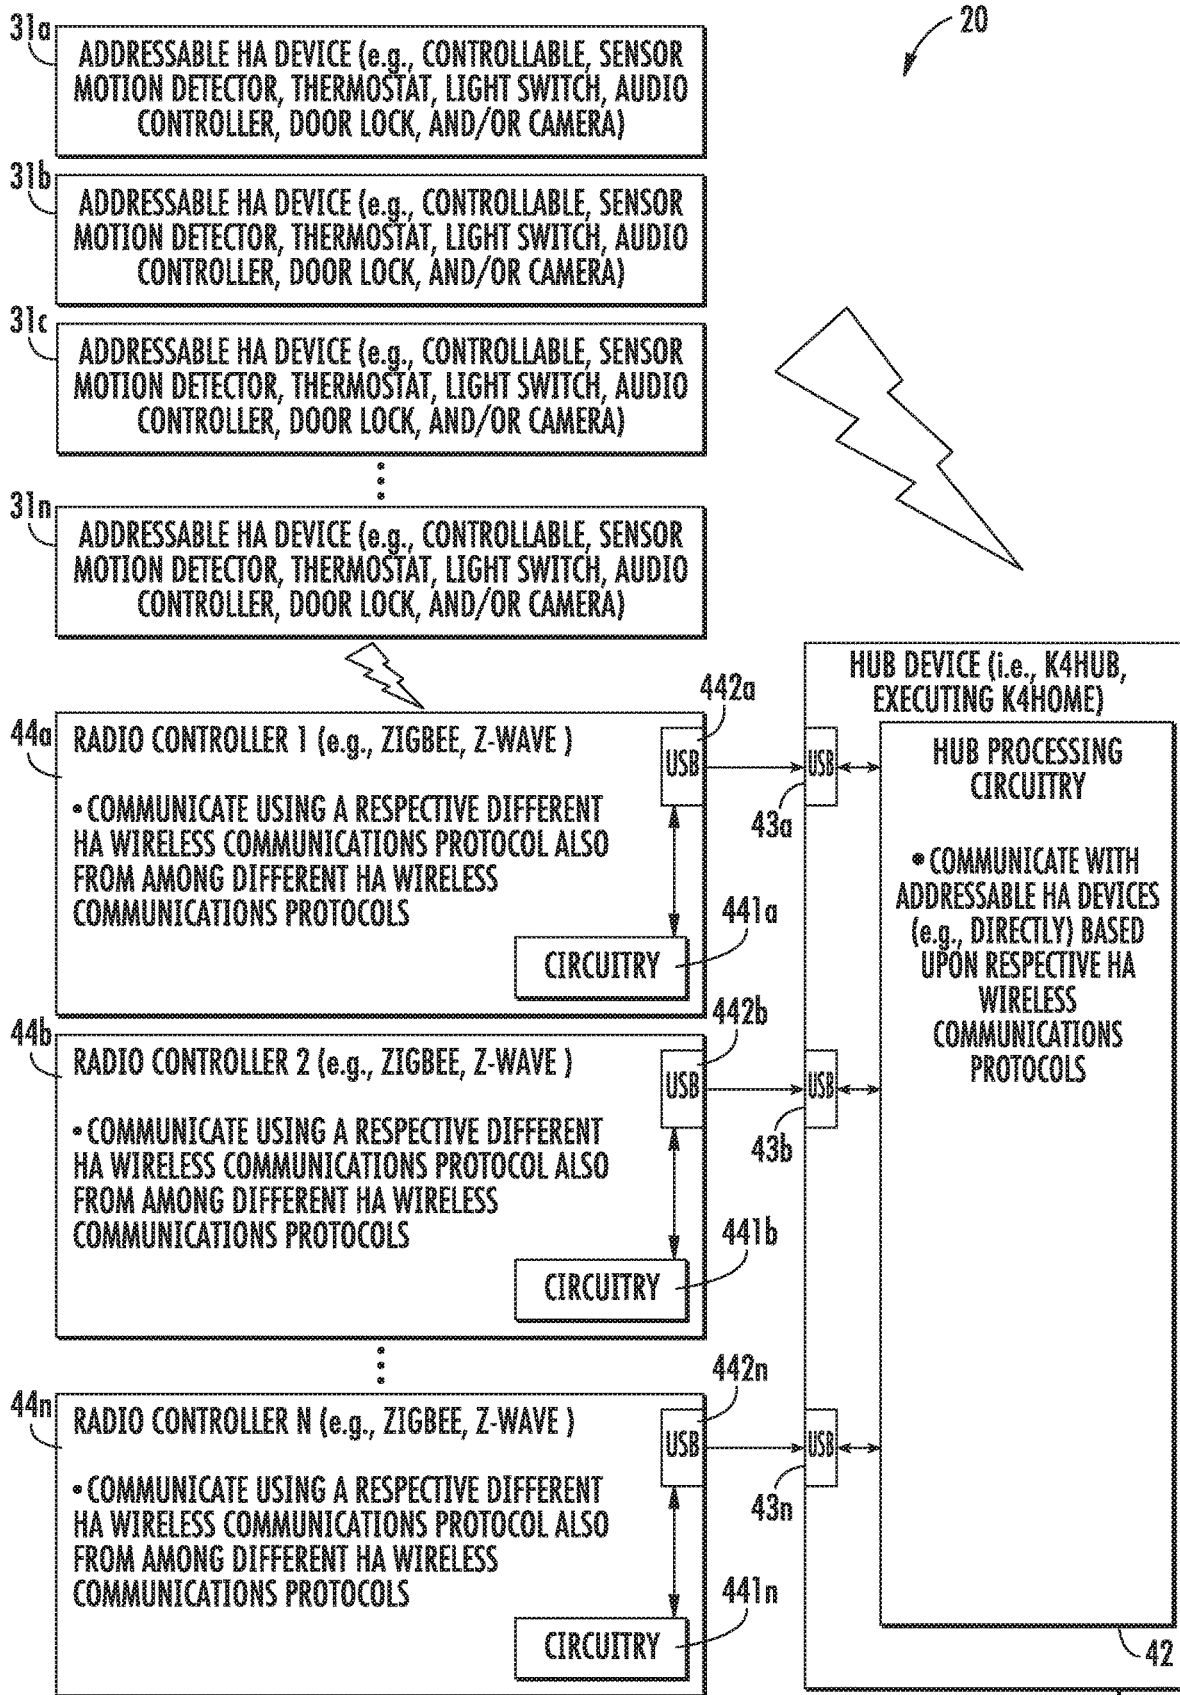 20
31a
ADDRESSABLE HA DEVICE (e.g., CONTROLLABLE, SENSOR
MOTION DETECTOR, THERMOSTAT, LIGHT SWITCH, AUDIO
CONTROLLER, DOOR LOCK, AND/OR CAMERA)
31b
ADDRESSABLE HA DEVICE (e.g., CONTROLLABLE, SENSOR
MOTION DETECTOR, THERMOSTAT, LIGHT SWITCH, AUDIO
CONTROLLER, DOOR LOCK, AND/OR CAMERA)
31c
ADDRESSABLE HA DEVICE (e.g., CONTROLLABLE, SENSOR
MOTION DETECTOR, THERMOSTAT, LIGHT SWITCH, AUDIO
CONTROLLER, DOOR LOCK, AND/OR CAMERA)
31n
ADDRESSABLE HA DEVICE (e.g., CONTROLLABLE, SENSOR
MOTION DETECTOR, THERMOSTAT, LIGHT SWITCH, AUDIO
CONTROLLER, DOOR LOCK, AND/OR CAMERA)
44a
RADIO CONTROLLER 1 (e.g., ZIGBEE, Z-WAVE )
• COMMUNICATE USING A RESPECTIVE DIFFERENT
HA WIRELESS COMMUNICATIONS PROTOCOL ALSO
FROM AMONG DIFFERENT HA WIRELESS
COMMUNICATIONS PROTOCOLS
442a
USB
441a
CIRCUITRY
44b
RADIO CONTROLLER 2 (e.g., ZIGBEE, Z-WAVE )
• COMMUNICATE USING A RESPECTIVE DIFFERENT
HA WIRELESS COMMUNICATIONS PROTOCOL ALSO
FROM AMONG DIFFERENT HA WIRELESS
COMMUNICATIONS PROTOCOLS
442b
USB
441b
CIRCUITRY
44n
RADIO CONTROLLER N (e.g., ZIGBEE, Z-WAVE )
• COMMUNICATE USING A RESPECTIVE DIFFERENT
HA WIRELESS COMMUNICATIONS PROTOCOL ALSO
FROM AMONG DIFFERENT HA WIRELESS
COMMUNICATIONS PROTOCOLS
442n
USB
441n
CIRCUITRY
HUB DEVICE (i.e., K4HUB,
EXECUTING K4HOME)
USB
43a
USB
43b
USB
43n
HUB PROCESSING
CIRCUITRY
• COMMUNICATE WITH
ADDRESSABLE HA DEVICES
(e.g., DIRECTLY) BASED
UPON RESPECTIVE HA
WIRELESS
COMMUNICATIONS
PROTOCOLS
42